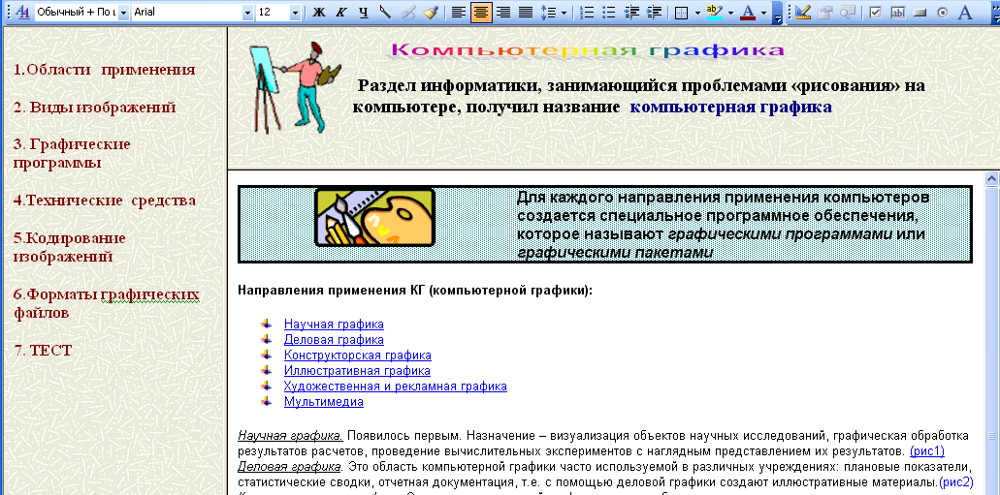 Обычный + По ц
Arial
12
Ж К Ч
1.Области применения
2. Виды изображений
3. Графические
программы
4.Технические средства
5.Кодирование
изображений
6.Форматы графических
файлов
7. ТЕСТ
Компьютерная графика
Раздел информатики, занимающийся проблемами «рисования» на
компьютере, получил название компьютерная графика
Для каждого направления применения компьютеров
создается специальное программное обеспечения,
которое называют графическими программами или
графическими пакетами
Направления применения КГ (компьютерной графики):
Научная графика
Деловая графика
Конструкторская графика
Иллюстративная графика
Художественная и рекламная графика
Мультимедиа
Научная графика. Появилось первым. Назначение – визуализация объектов научных исследований, графическая обработка
результатов расчетов, проведение вычислительных экспериментов с наглядным представлением их результатов. (рис1)
Деловая графика. Это область компьютерной графики часто используемой в различных учреждениях: плановые показатели,
статистические сводки, отчетная документация, т.е. с помощью деловой графики создают иллюстративные материалы.(рис2)